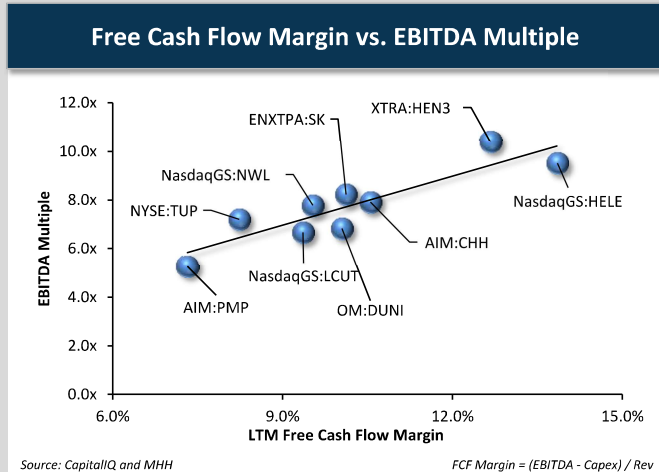 Free Cash Flow Margin vs. EBITDA Multiple
12.0x
10.0x
8.0x
6.0x
4.0x
2.0x
0.0x
EBITDA Multiple
XTRA:HEN3
ENXTPA:SK
NasdaqGS:NWL
NasdaqGS:HELE
NYSE:TUP
AIM:CHH
NasdaqGS:LCUT
AIM:PMP
OM:DUNI
6.0%
9.0%
12.0%
15.0%
LTM Free Cash Flow Margin
Source: CapitalIQ and MHH
FCF Margin = (EBITDA - Capex) / Rev